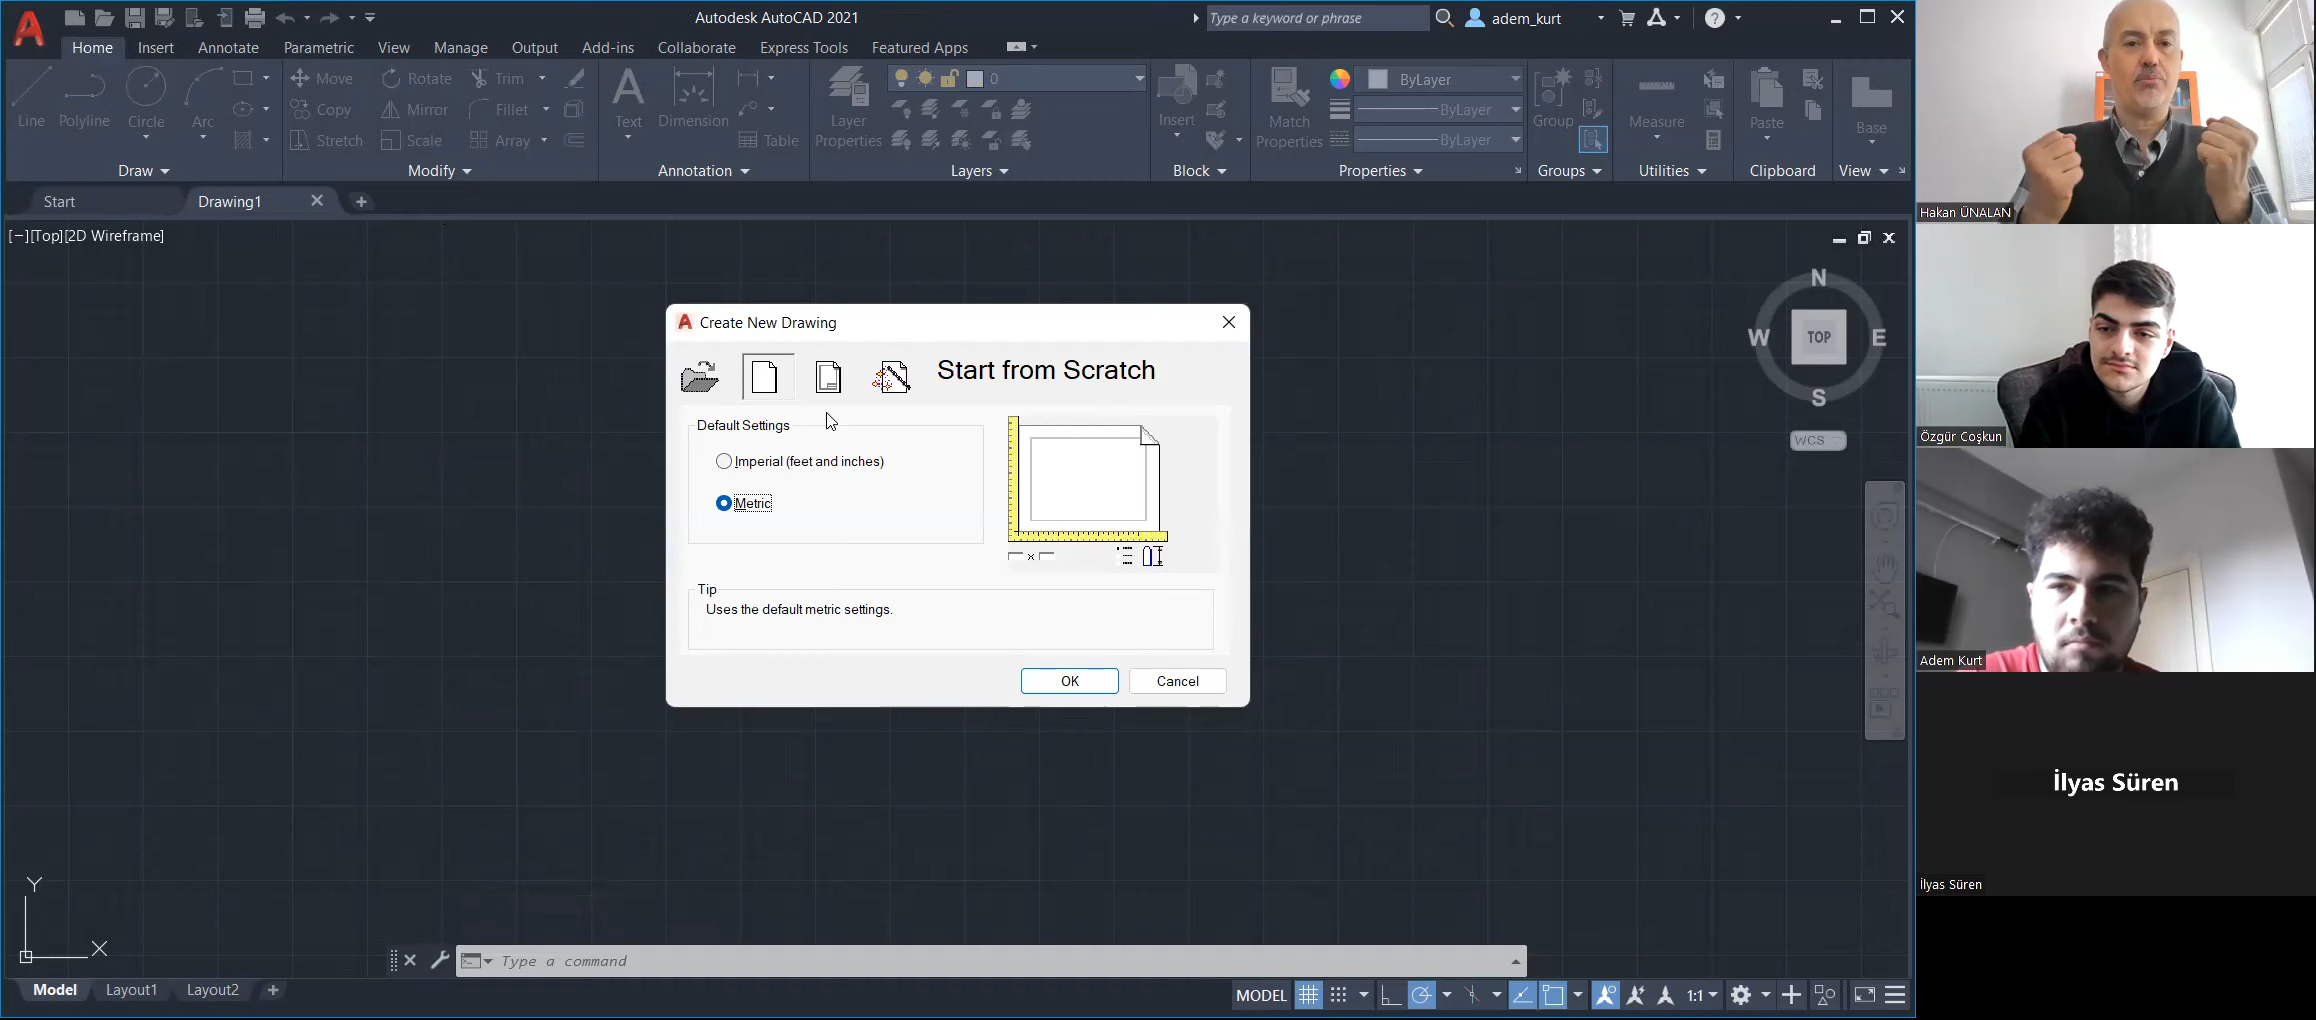 Autodesk AutoCAD 2021
Type a keyword or phrase
adem_kurt
Home Insert Annotate Parametric View Manage Output Add-ins Collaborate Express Tools Featured Apps
Line
Polyline
Circle
Arc
Draw
Move
Rotate
Trim
Copy
Mirror
Fillet
Stretch
Scale
Array
Modify
Text
Dimension
Table
Annotation
Layer
Properties
0
Layers
Insert
Block
Match
Properties
ByLayer
ByLayer
ByLayer
Properties
Group
Groups
Measure
Utilities
Paste
Clipboard
Base
View
Start
Drawing1
[−][Top][2D Wireframe]
N
W
TOP
E
S
WCS
Create New Drawing
Start from Scratch
Default Settings
Imperial (feet and inches)
Metric
Tip
Uses the default metric settings.
OK
Cancel
Y
X
Type a command
Model
Layout1
Layout2
MODEL
1:1
Hakan ÜNALAN
Özgür Coşkun
Adem Kurt
İlyas Süren
İlyas Süren